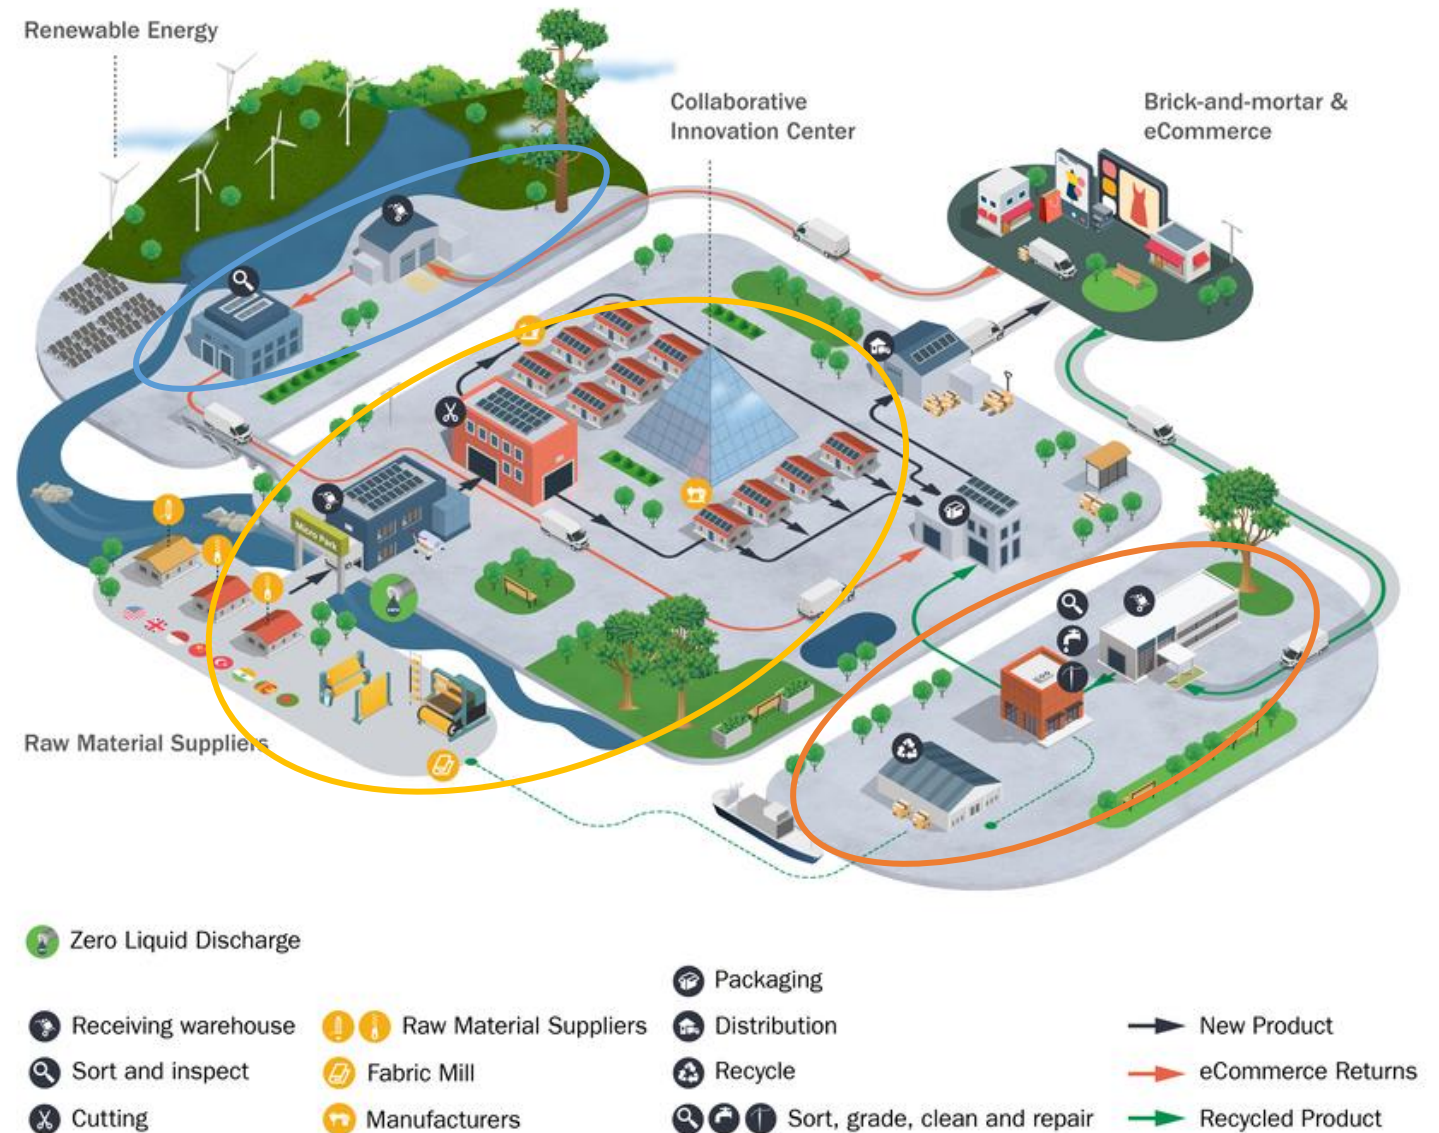 Renewable Energy
Collaborative
Innovation Center
Brick-and-mortar &
eCommerce
Micro Park
Raw Material Suppliers
Zero Liquid Discharge
Receiving warehouse
Sort and inspect
Cutting
Raw Material Suppliers
Fabric Mill
Manufacturers
Packaging
Distribution
Recycle
Sort, grade, clean and repair
New Product
eCommerce Returns
Recycled Product